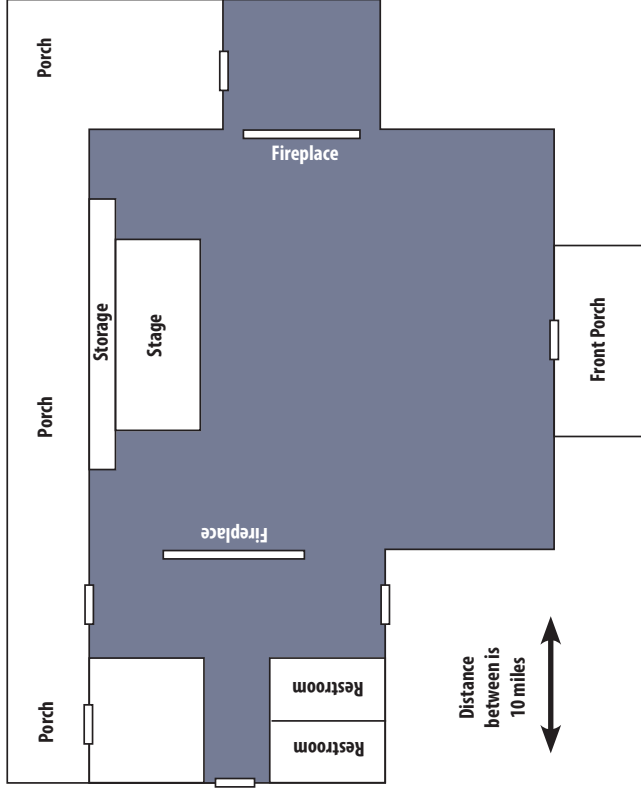 Porch
Fireplace
Storage
Stage
Porch
Front Porch
Fireplace
Porch
Restroom
Restroom
Distance
between is
10 miles